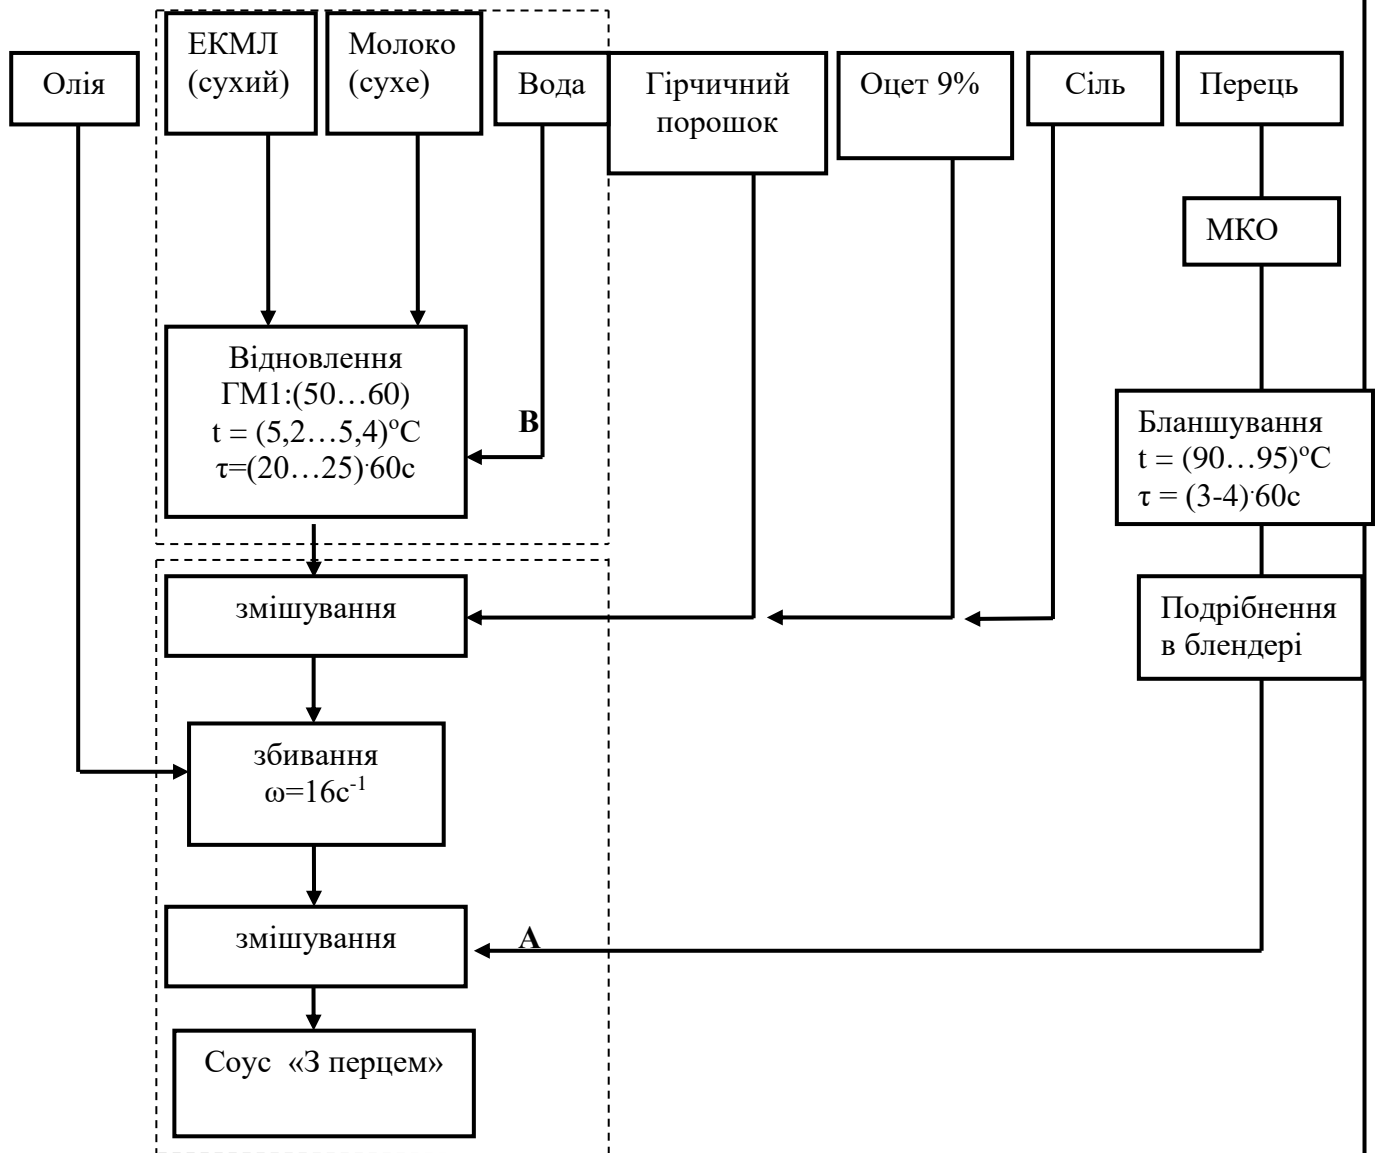 Олія
ЕКМЛ
(сухий)
Молоко
(сухе)
Вода
Гірчичний
порошок
Оцет 9%
Сіль
Перець
МКО
Відновлення
ГМ1:(50…60)
t = (5,2…5,4)ºС
τ=(20…25)·60с
В
Бланшування
t = (90…95)ºС
τ = (3-4)·60с
змішування
Подрібнення
в блендері
збивання
ω=16с⁻¹
змішування
А
Соус «З перцем»